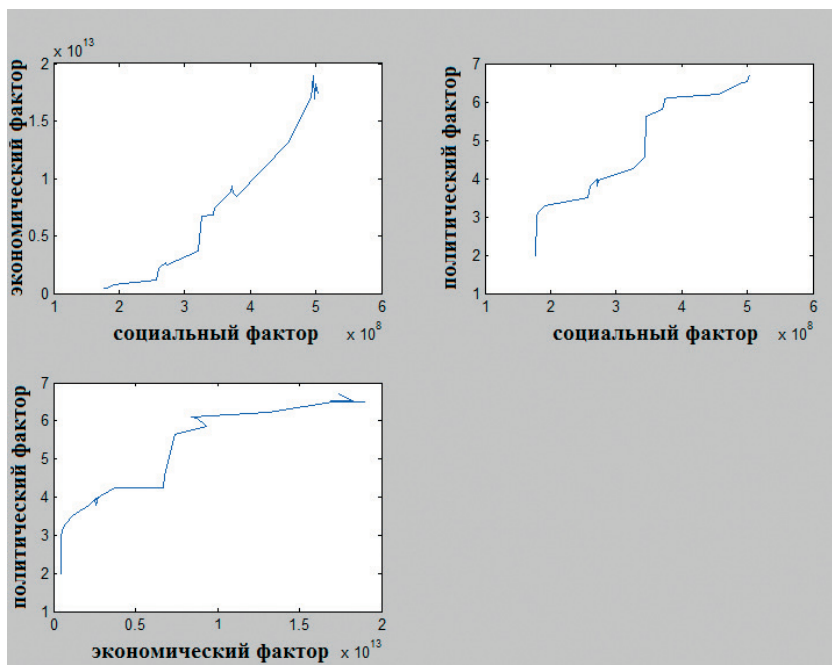 x 10^13
2
1.5
1
0.5
0
экономический фактор
1 2 3 4 5 6
социальный фактор x 10^8
7
6
5
4
3
2
1
политический фактор
1 2 3 4 5 6
социальный фактор x 10^8
7
6
5
4
3
2
1
политический фактор
0 0.5 1 1.5 2
экономический фактор x 10^13